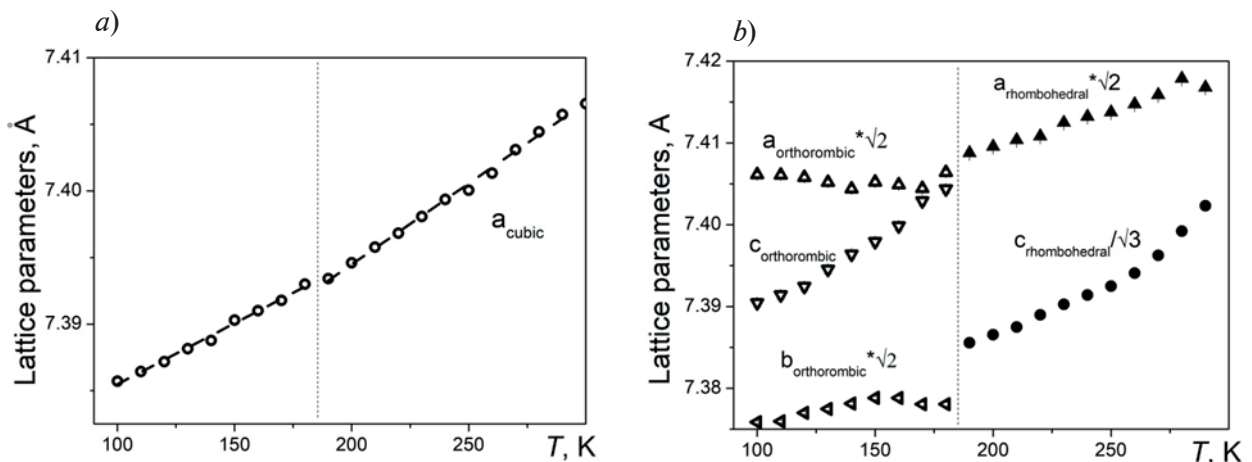 a)
Lattice parameters, Å
7.41
7.40
7.39
a_cubic
100 150 200 250 T, K
b)
Lattice parameters, A
7.42
7.41
7.40
7.39
7.38
a_rhombohedral*√2
a_orthorombic*√2
c_orthorombic
c_rhombohedral/√3
b_orthorombic*√2
100 150 200 250 T, K